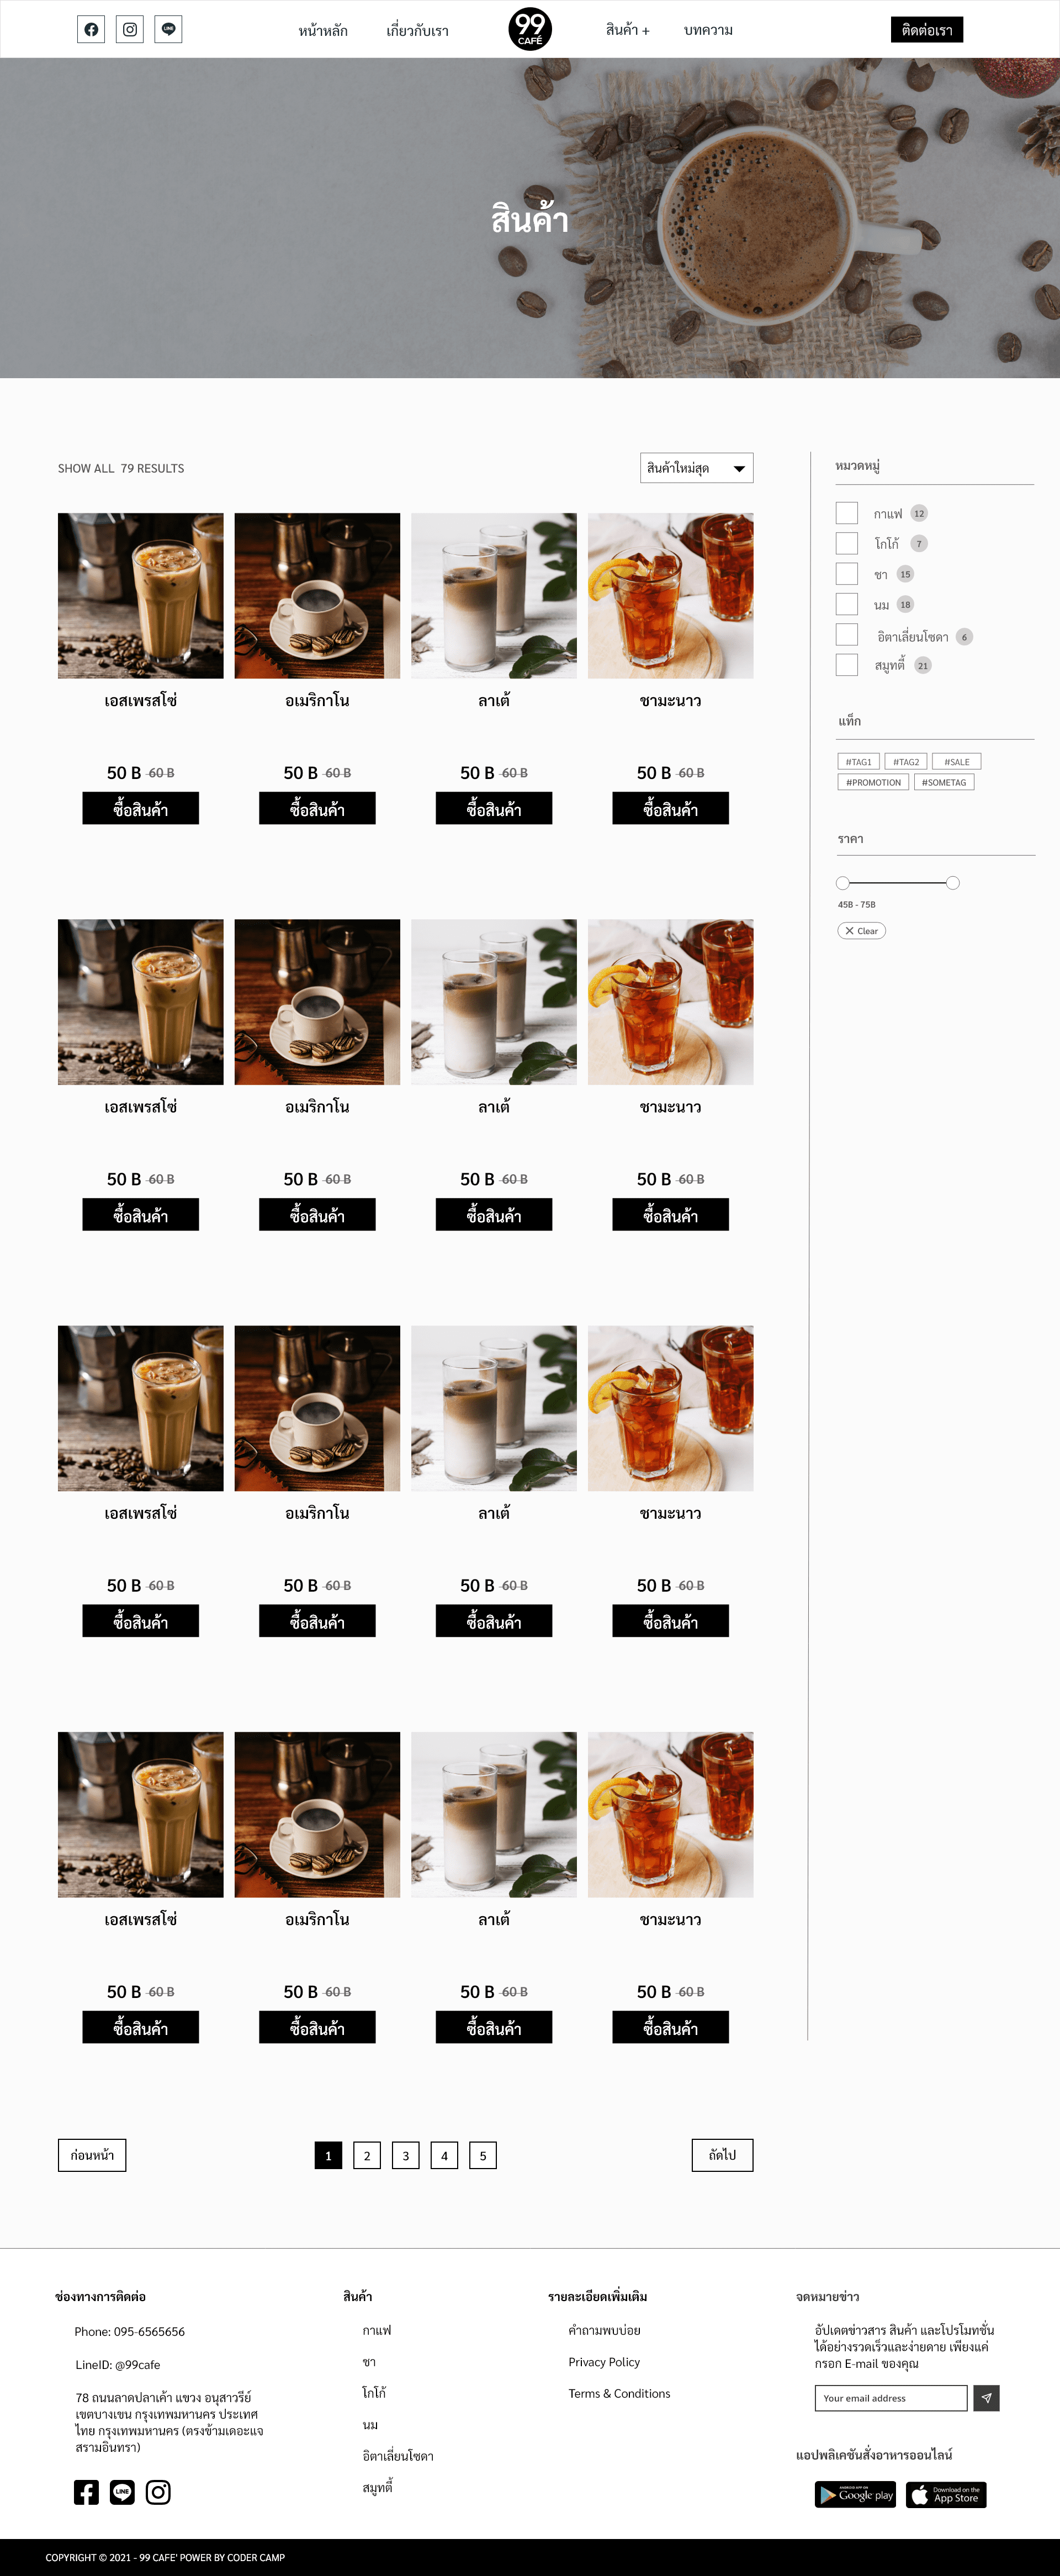 หน้าหลัก เกี่ยวกับเรา 99 CAFÉ สินค้า + บทความ ติดต่อเรา
สินค้า
SHOW ALL 79 RESULTS
สินค้าใหม่สุด
เอสเพรสโซ่ อเมริกาโน ลาเต้ ชามะนาว
50 B 60 B 50 B 60 B 50 B 60 B 50 B 60 B
ซื้อสินค้า ซื้อสินค้า ซื้อสินค้า ซื้อสินค้า
เอสเพรสโซ่ อเมริกาโน ลาเต้ ชามะนาว
50 B 60 B 50 B 60 B 50 B 60 B 50 B 60 B
ซื้อสินค้า ซื้อสินค้า ซื้อสินค้า ซื้อสินค้า
เอสเพรสโซ่ อเมริกาโน ลาเต้ ชามะนาว
50 B 60 B 50 B 60 B 50 B 60 B 50 B 60 B
ซื้อสินค้า ซื้อสินค้า ซื้อสินค้า ซื้อสินค้า
เอสเพรสโซ่ อเมริกาโน ลาเต้ ชามะนาว
50 B 60 B 50 B 60 B 50 B 60 B 50 B 60 B
ซื้อสินค้า ซื้อสินค้า ซื้อสินค้า ซื้อสินค้า
หมวดหมู่
กาแฟ 12
โกโก้ 7
ชา 15
นม 18
อิตาเลี่ยนโซดา 6
สมูทตี้ 21
แท็ก
#TAG1 #TAG2 #SALE
#PROMOTION #SOMETAG
ราคา
45B - 75B
Clear
ก่อนหน้า 1 2 3 4 5 ถัดไป
ช่องทางการติดต่อ
Phone: 095-6565656
LineID: @99cafe
78 ถนนลาดปลาเค้า แขวง อนุสาวรีย์
เขตบางเขน กรุงเทพมหานคร ประเทศ
ไทย กรุงเทพมหานคร (ตรงข้ามเดอะแจ
สรามอินทรา)
LINE
สินค้า
กาแฟ
ชา
โกโก้
นม
อิตาเลี่ยนโซดา
สมูทตี้
รายละเอียดเพิ่มเติม
คำถามพบบ่อย
Privacy Policy
Terms & Conditions
จดหมายข่าว
อัปเดตข่าวสาร สินค้า และโปรโมทชั่น
ได้อย่างรวดเร็วและง่ายดาย เพียงแค่
กรอก E-mail ของคุณ
Your email address
แอปพลิเคชันสั่งอาหารออนไลน์
ANDROID APP ON
Google play
Download on the
App Store
COPYRIGHT © 2021 - 99 CAFE' POWER BY CODER CAMP